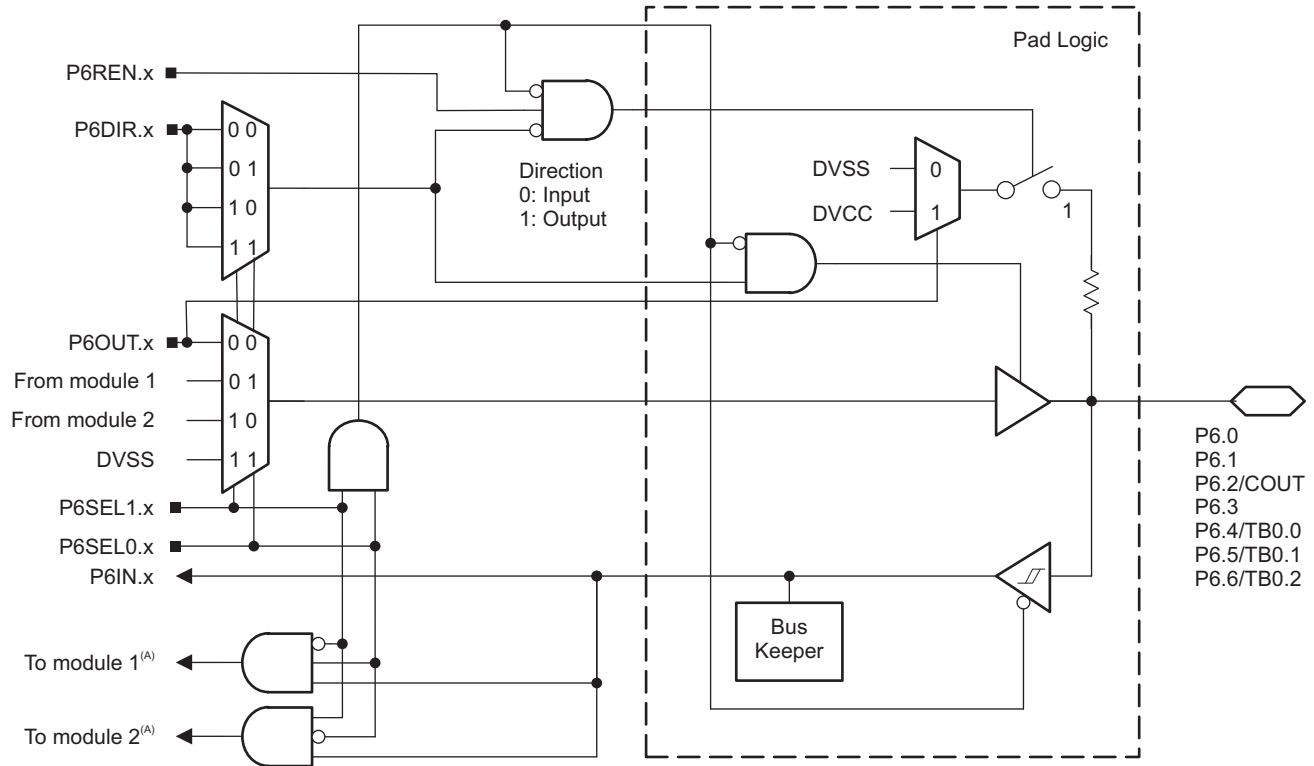 Pad Logic
P6REN.x
P6DIR.x
0 0
0 1
1 0
1 1
Direction
0: Input
1: Output
DVSS
DVCC
0
1
1
P6OUT.x
From module 1
From module 2
DVSS
0 0
0 1
1 0
1 1
P6SEL1.x
P6SEL0.x
P6IN.x
P6.0
P6.1
P6.2/COUT
P6.3
P6.4/TB0.0
P6.5/TB0.1
P6.6/TB0.2
Bus
Keeper
To module 1(A)
To module 2(A)